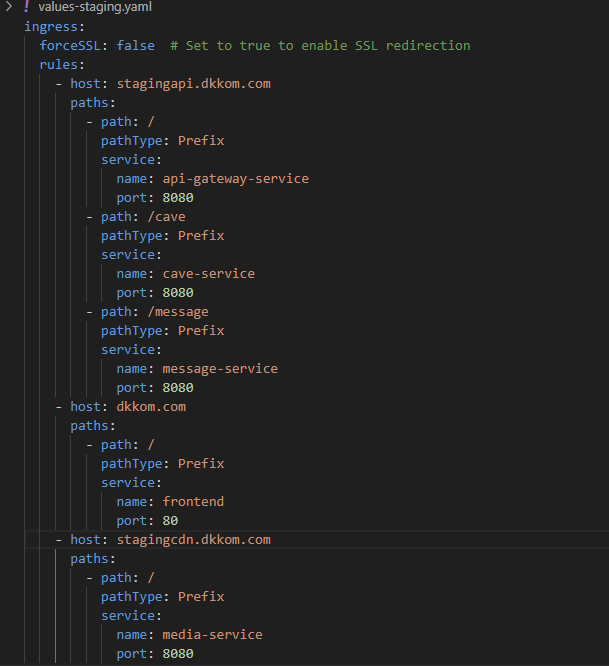 values-staging.yaml
ingress:
  forceSSL: false  # Set to true to enable SSL redirection
  rules:
    - host: stagingapi.dkkom.com
      paths:
        - path: /
          pathType: Prefix
          service:
            name: api-gateway-service
            port: 8080
        - path: /cave
          pathType: Prefix
          service:
            name: cave-service
            port: 8080
        - path: /message
          pathType: Prefix
          service:
            name: message-service
            port: 8080
    - host: dkkom.com
      paths:
        - path: /
          pathType: Prefix
          service:
            name: frontend
            port: 80
    - host: stagingcdn.dkkom.com
      paths:
        - path: /
          pathType: Prefix
          service:
            name: media-service
            port: 8080